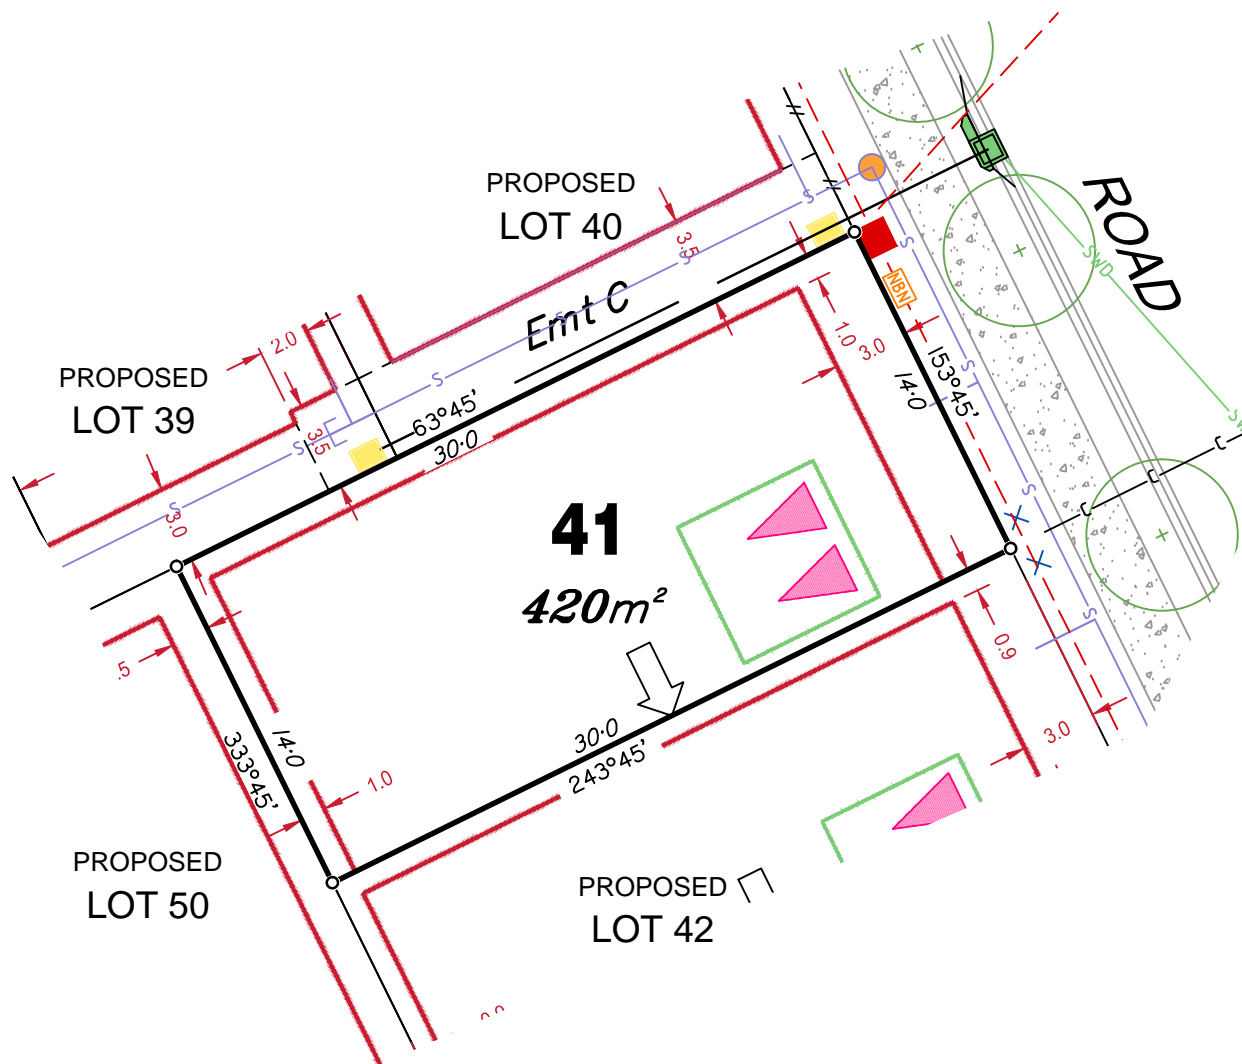 PROPOSED
LOT 40
ROAD
S
3.5
S
S
NBN
SWD
Emt C
S
2.0
1.0
3.0
153°45'
14·0
S
PROPOSED
LOT 39
S
63°45'
30·0
3.5
S
S
3.0
41
420m²
C
C
C
S
S
.5
0.9
333°45'
14·0
30·0
243°45'
1.0
3.0
PROPOSED
LOT 50
PROPOSED
LOT 42